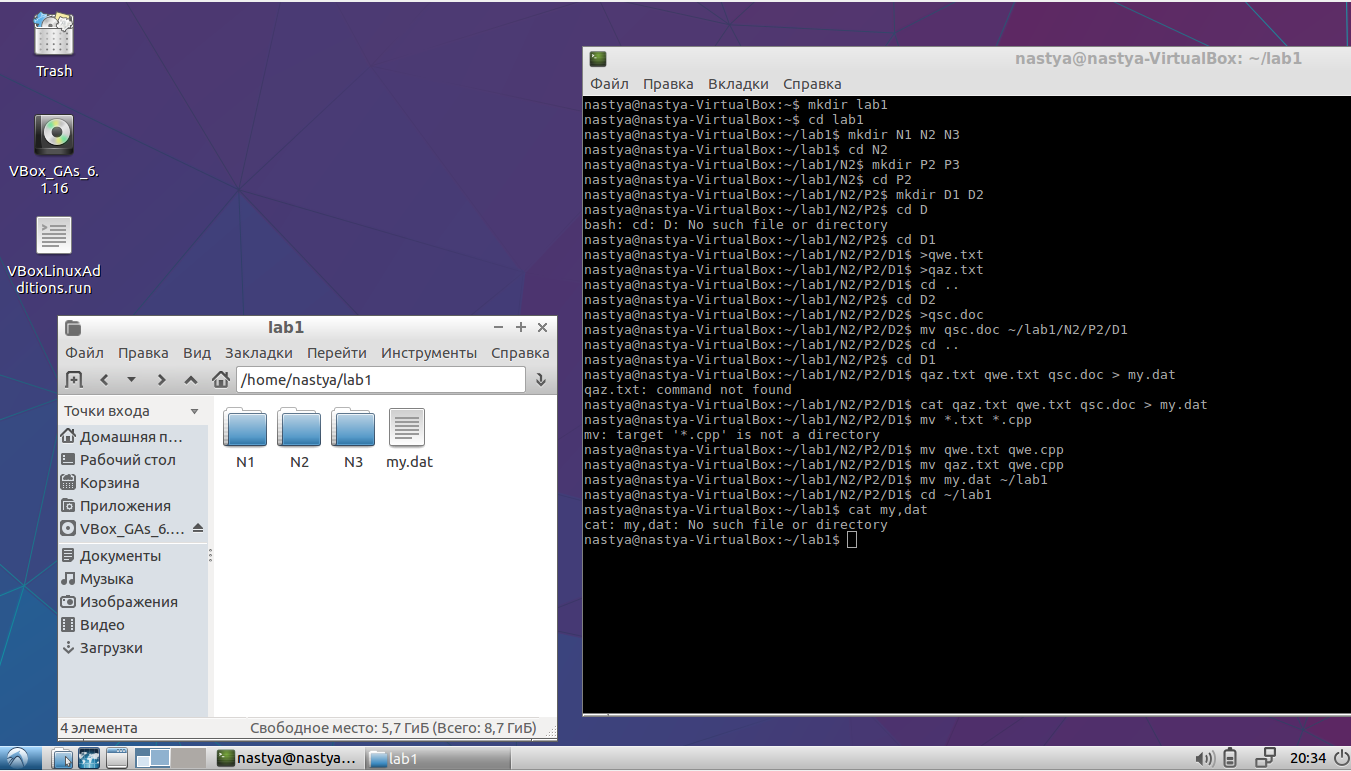 Trash
VBox_GAs_6.
1.16
VBoxLinuxAd
ditions.run
lab1
Файл Правка Вид Закладки Перейти Инструменты Справка
/home/nastya/lab1
Точки входа
Домашняя п...
Рабочий стол
Корзина
Приложения
VBox_GAs_6....
Документы
Музыка
Изображения
Видео
Загрузки
N1 N2 N3 my.dat
4 элемента Свободное место: 5,7 ГиБ (Всего: 8,7 ГиБ)
nastya@nastya-VirtualBox: ~/lab1
Файл Правка Вкладки Справка
nastya@nastya-VirtualBox:~$ mkdir lab1
nastya@nastya-VirtualBox:~$ cd lab1
nastya@nastya-VirtualBox:~/lab1$ mkdir N1 N2 N3
nastya@nastya-VirtualBox:~/lab1$ cd N2
nastya@nastya-VirtualBox:~/lab1/N2$ mkdir P2 P3
nastya@nastya-VirtualBox:~/lab1/N2$ cd P2
nastya@nastya-VirtualBox:~/lab1/N2/P2$ mkdir D1 D2
nastya@nastya-VirtualBox:~/lab1/N2/P2$ cd D
bash: cd: D: No such file or directory
nastya@nastya-VirtualBox:~/lab1/N2/P2$ cd D1
nastya@nastya-VirtualBox:~/lab1/N2/P2/D1$ >qwe.txt
nastya@nastya-VirtualBox:~/lab1/N2/P2/D1$ >qaz.txt
nastya@nastya-VirtualBox:~/lab1/N2/P2/D1$ cd ..
nastya@nastya-VirtualBox:~/lab1/N2/P2$ cd D2
nastya@nastya-VirtualBox:~/lab1/N2/P2/D2$ >qsc.doc
nastya@nastya-VirtualBox:~/lab1/N2/P2/D2$ mv qsc.doc ~/lab1/N2/P2/D1
nastya@nastya-VirtualBox:~/lab1/N2/P2/D2$ cd ..
nastya@nastya-VirtualBox:~/lab1/N2/P2$ cd D1
nastya@nastya-VirtualBox:~/lab1/N2/P2/D1$ qaz.txt qwe.txt qsc.doc > my.dat
qaz.txt: command not found
nastya@nastya-VirtualBox:~/lab1/N2/P2/D1$ cat qaz.txt qwe.txt qsc.doc > my.dat
nastya@nastya-VirtualBox:~/lab1/N2/P2/D1$ mv *.txt *.cpp
mv: target '*.cpp' is not a directory
nastya@nastya-VirtualBox:~/lab1/N2/P2/D1$ mv qwe.txt qwe.cpp
nastya@nastya-VirtualBox:~/lab1/N2/P2/D1$ mv qaz.txt qwe.cpp
nastya@nastya-VirtualBox:~/lab1/N2/P2/D1$ mv my.dat ~/lab1
nastya@nastya-VirtualBox:~/lab1/N2/P2/D1$ cd ~/lab1
nastya@nastya-VirtualBox:~/lab1$ cat my,dat
cat: my,dat: No such file or directory
nastya@nastya-VirtualBox:~/lab1$
nastya@nastya... lab1 20:34